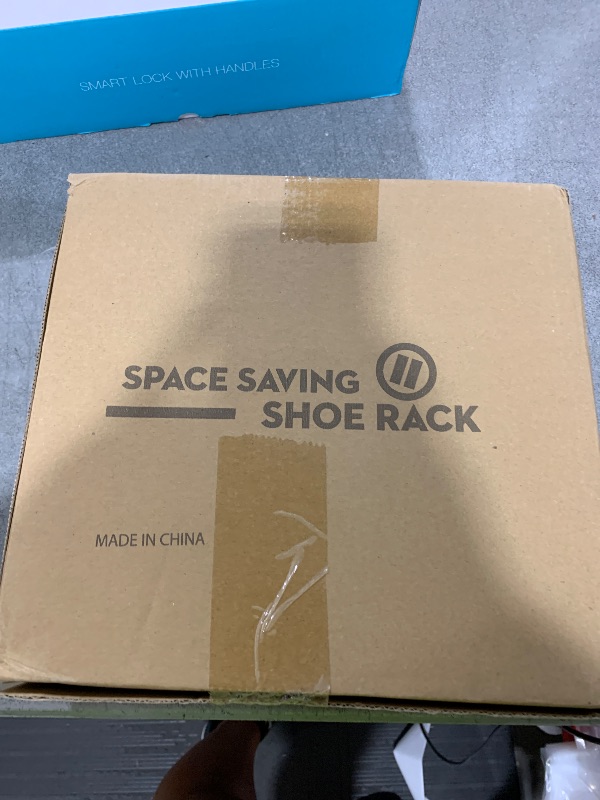 SMART LOCK WITH HANDLES
SPACE SAVING
SHOE RACK
MADE IN CHINA